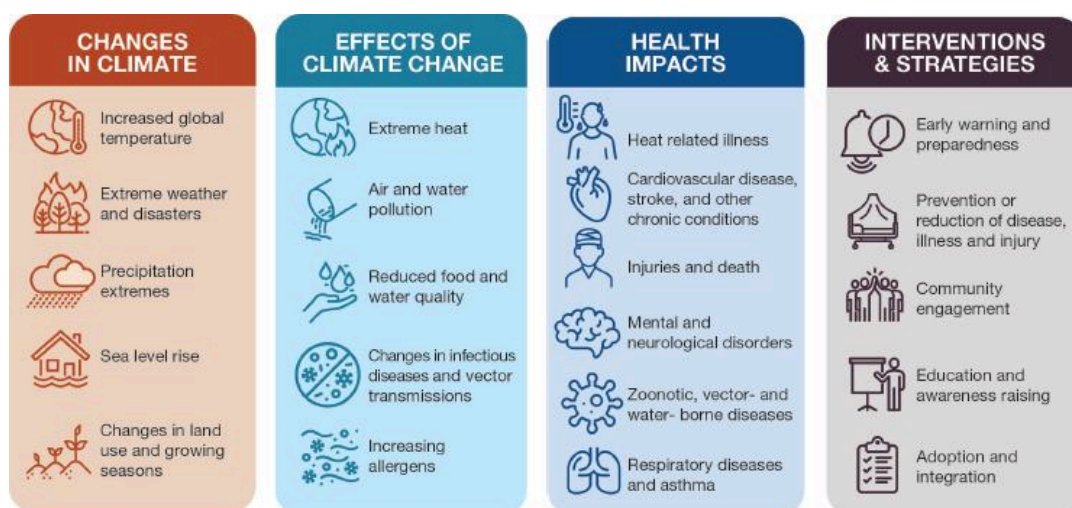 CHANGES
IN CLIMATE
Increased global
temperature
Extreme weather
and disasters
Precipitation
extremes
Sea level rise
Changes in land
use and growing
seasons
EFFECTS OF
CLIMATE CHANGE
Extreme heat
Air and water
pollution
Reduced food and
water quality
Changes in infectious
diseases and vector
transmissions
Increasing
allergens
HEALTH
IMPACTS
Heat related illness
Cardiovascular disease,
stroke, and other
chronic conditions
Injuries and death
Mental and
neurological disorders
Zoonotic, vector- and
water- borne diseases
Respiratory diseases
and asthma
INTERVENTIONS
& STRATEGIES
Early warning and
preparedness
Prevention or
reduction of disease,
illness and injury
Community
engagement
Education and
awareness raising
Adoption and
integration